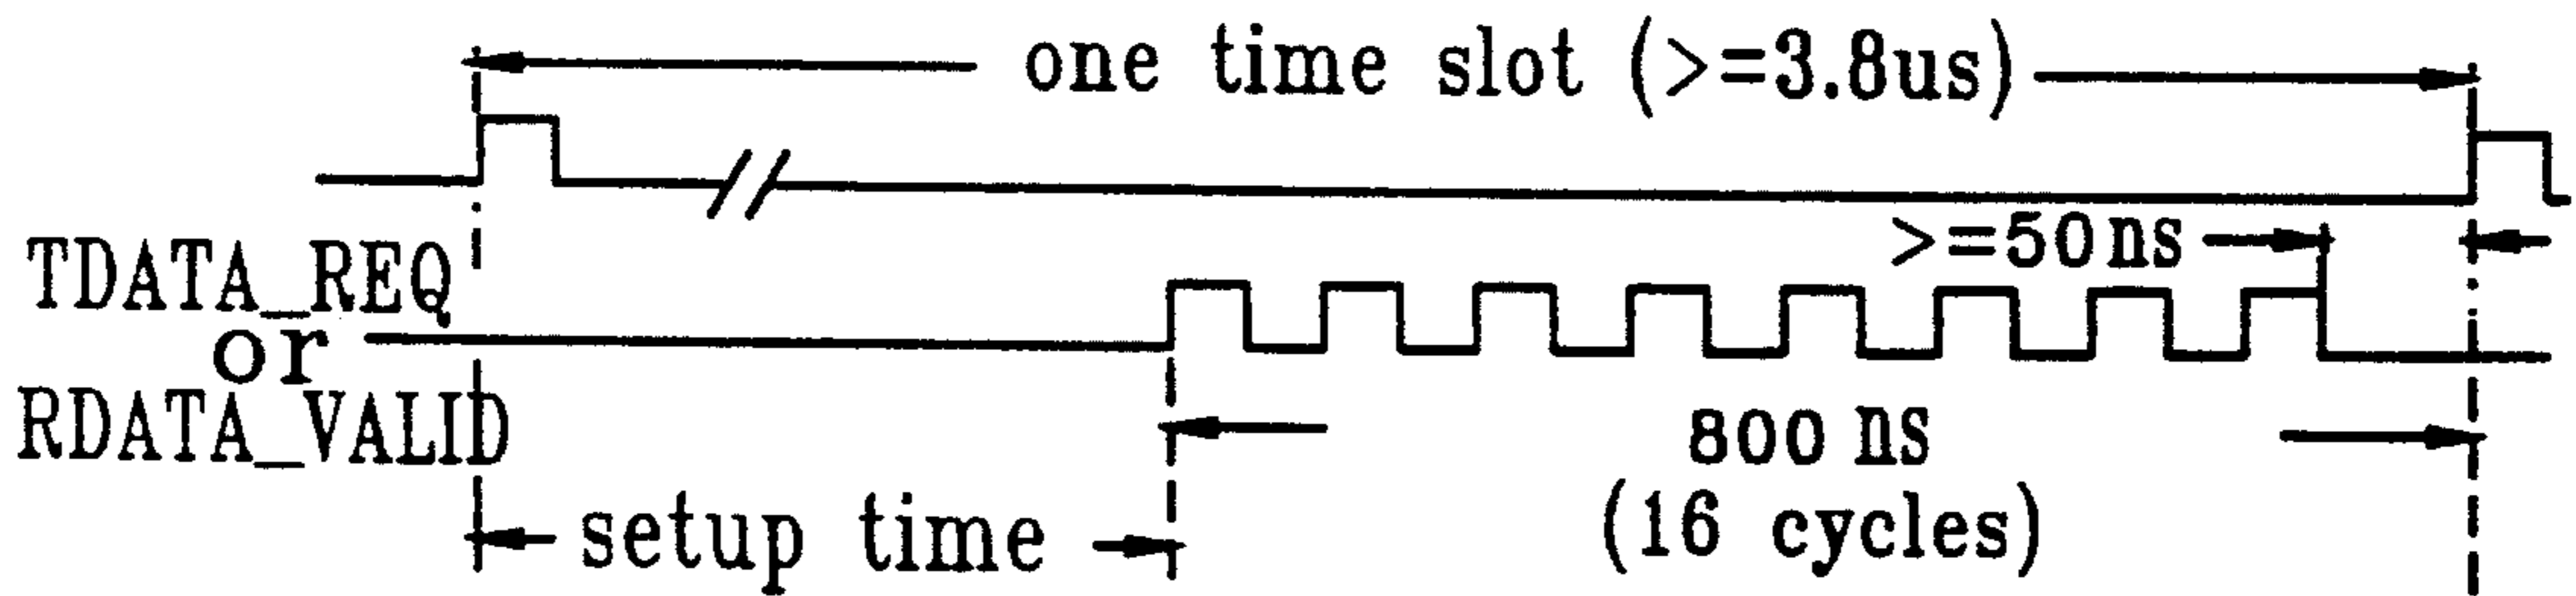 one time slot (>=3.8us)
>=50ns
TDATA_REQ
or
RDATA_VALID
800 ns
setup time
(16 cycles)